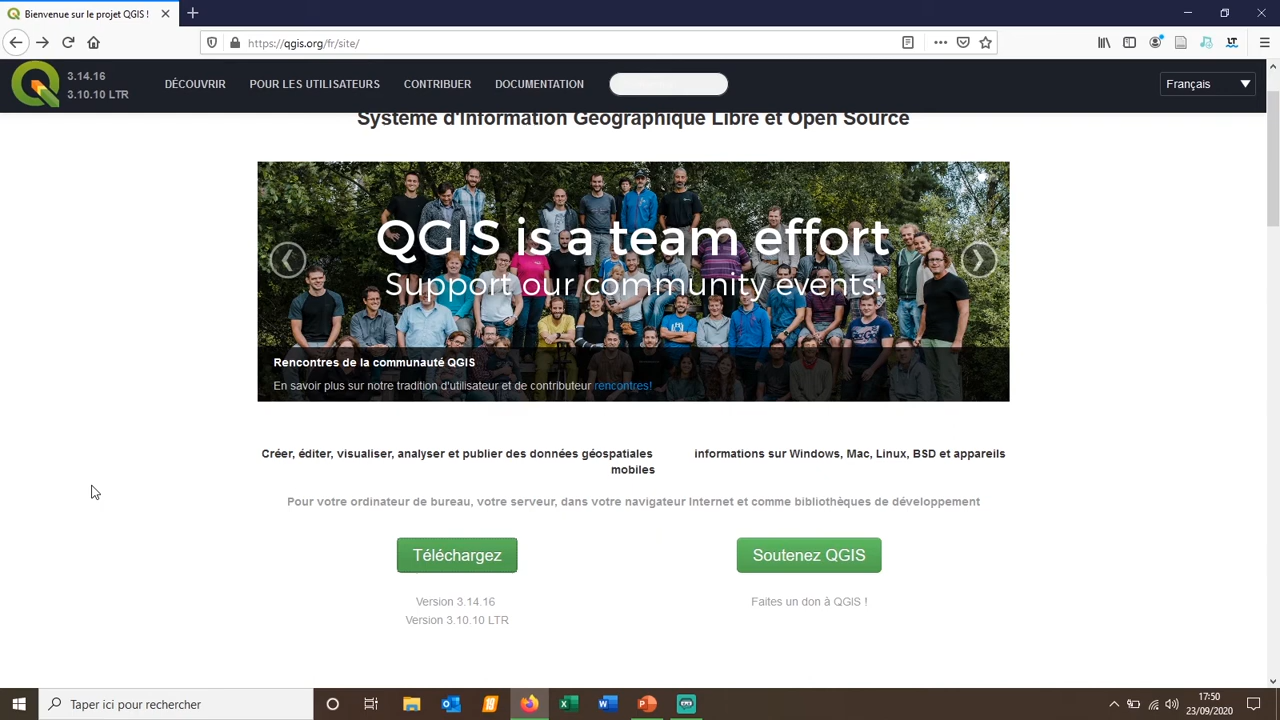 Bienvenue sur le projet QGIS !
https://qgis.org/fr/site/
3.14.16
3.10.10 LTR
DÉCOUVRIR
POUR LES UTILISATEURS
CONTRIBUER
DOCUMENTATION
Français
Système d'Information Géographique Libre et Open Source
QGIS is a team effort
Support our community events!
Rencontres de la communauté QGIS
En savoir plus sur notre tradition d'utilisateur et de contributeur rencontres!
Créer, éditer, visualiser, analyser et publier des données géospatiales informations sur Windows, Mac, Linux, BSD et appareils
mobiles
Pour votre ordinateur de bureau, votre serveur, dans votre navigateur Internet et comme bibliothèques de développement
Téléchargez
Soutenez QGIS
Version 3.14.16
Version 3.10.10 LTR
Faites un don à QGIS !
Taper ici pour rechercher
17:50
23/09/2020